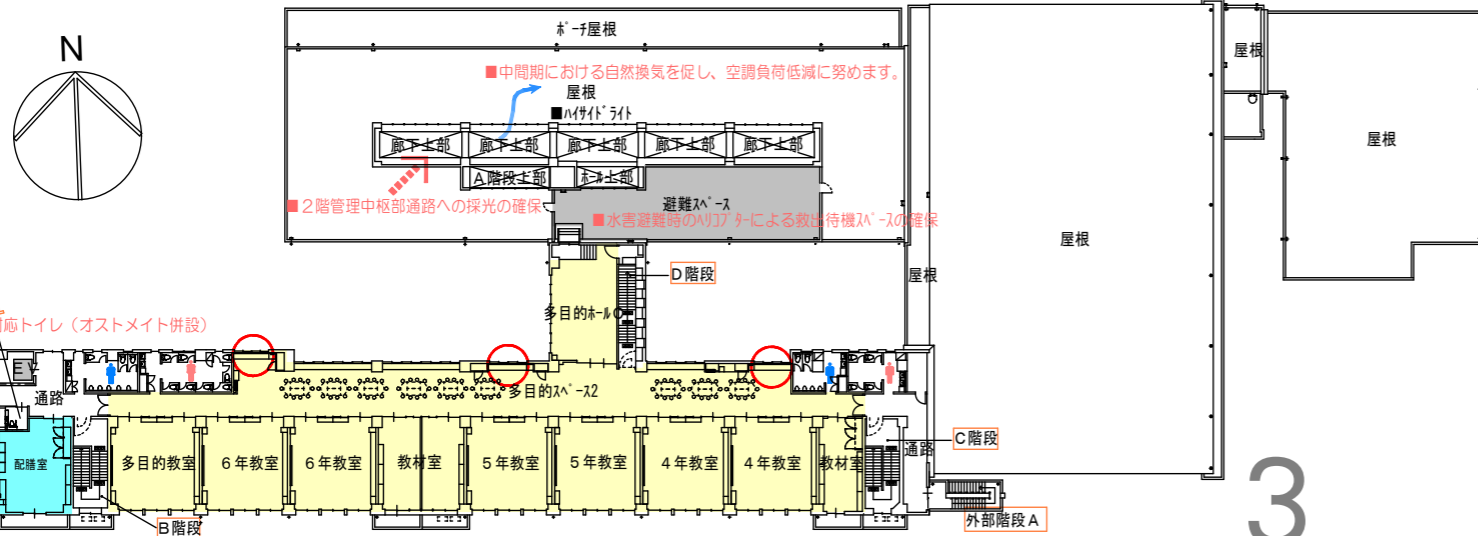 N
ﾎﾟｰﾁ屋根
屋根
■中間期における自然換気を促し、空調負荷低減に努めます。
屋根
■ﾊｲｻｲﾄﾞﾗｲﾄ
屋根
廊下上部
廊下上部
廊下上部
廊下上部
廊下上部
A階段上部
ﾎｰﾙ上部
避難ｽﾍﾟｰｽ
■２階管理中枢部通路への採光の確保
■水害避難時のﾍﾘｺﾌﾟﾀｰによる救出待機ｽﾍﾟｰｽの確保
屋根
D階段
屋根
多目的ﾎｰﾙ
対応トイレ（オストメイト併設）
EV
通路
多目的ｽﾍﾟｰｽ2
配膳室
多目的教室
６年教室
６年教室
教材室
５年教室
５年教室
４年教室
４年教室
教材室
通路
C階段
B階段
外部階段A
3